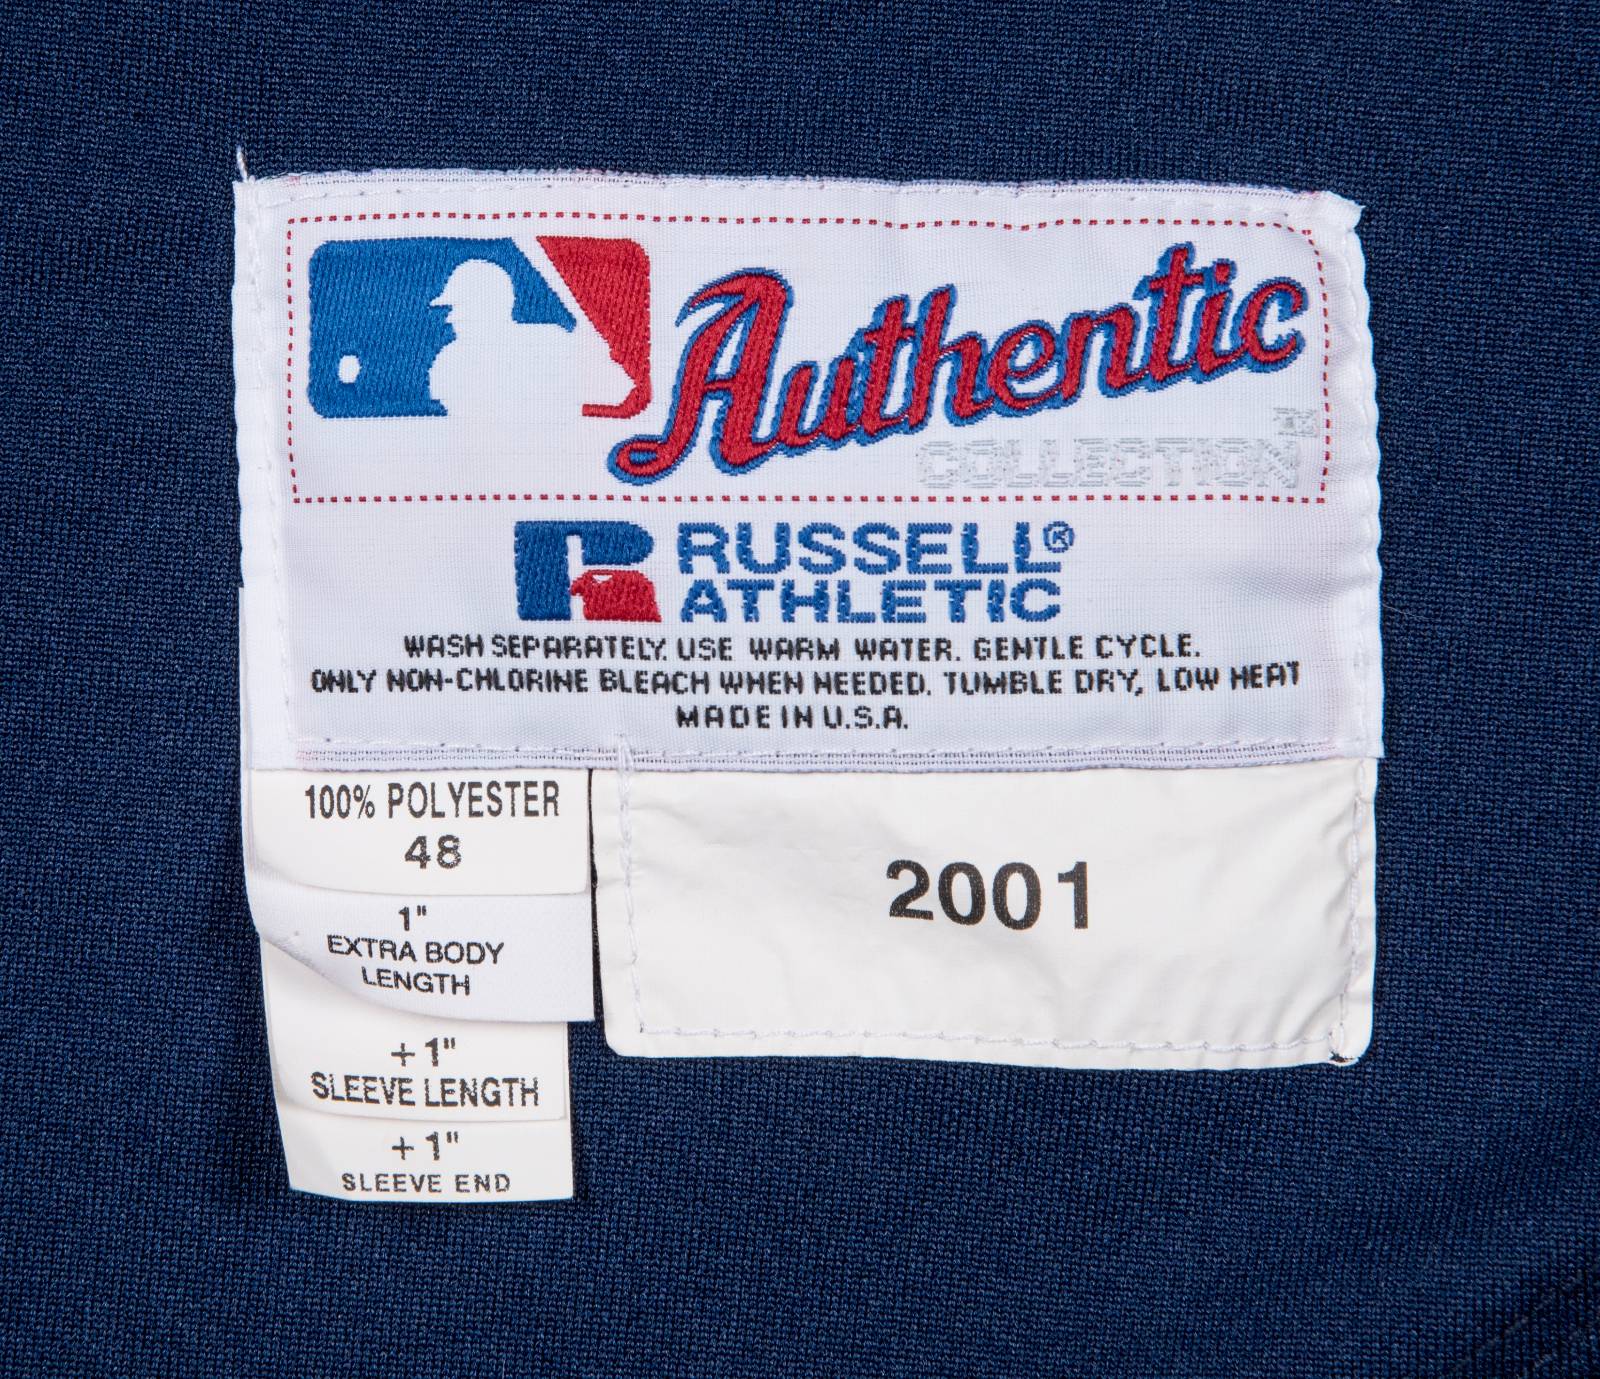 Authentic
COLLECTION™
RUSSELL®
ATHLETIC
WASH SEPARATELY. USE WARM WATER. GENTLE CYCLE.
ONLY NON-CHLORINE BLEACH WHEN NEEDED. TUMBLE DRY, LOW HEAT
MADE IN U.S.A.
100% POLYESTER
48
1"
EXTRA BODY
LENGTH
+ 1"
SLEEVE LENGTH
+ 1"
SLEEVE END
2001